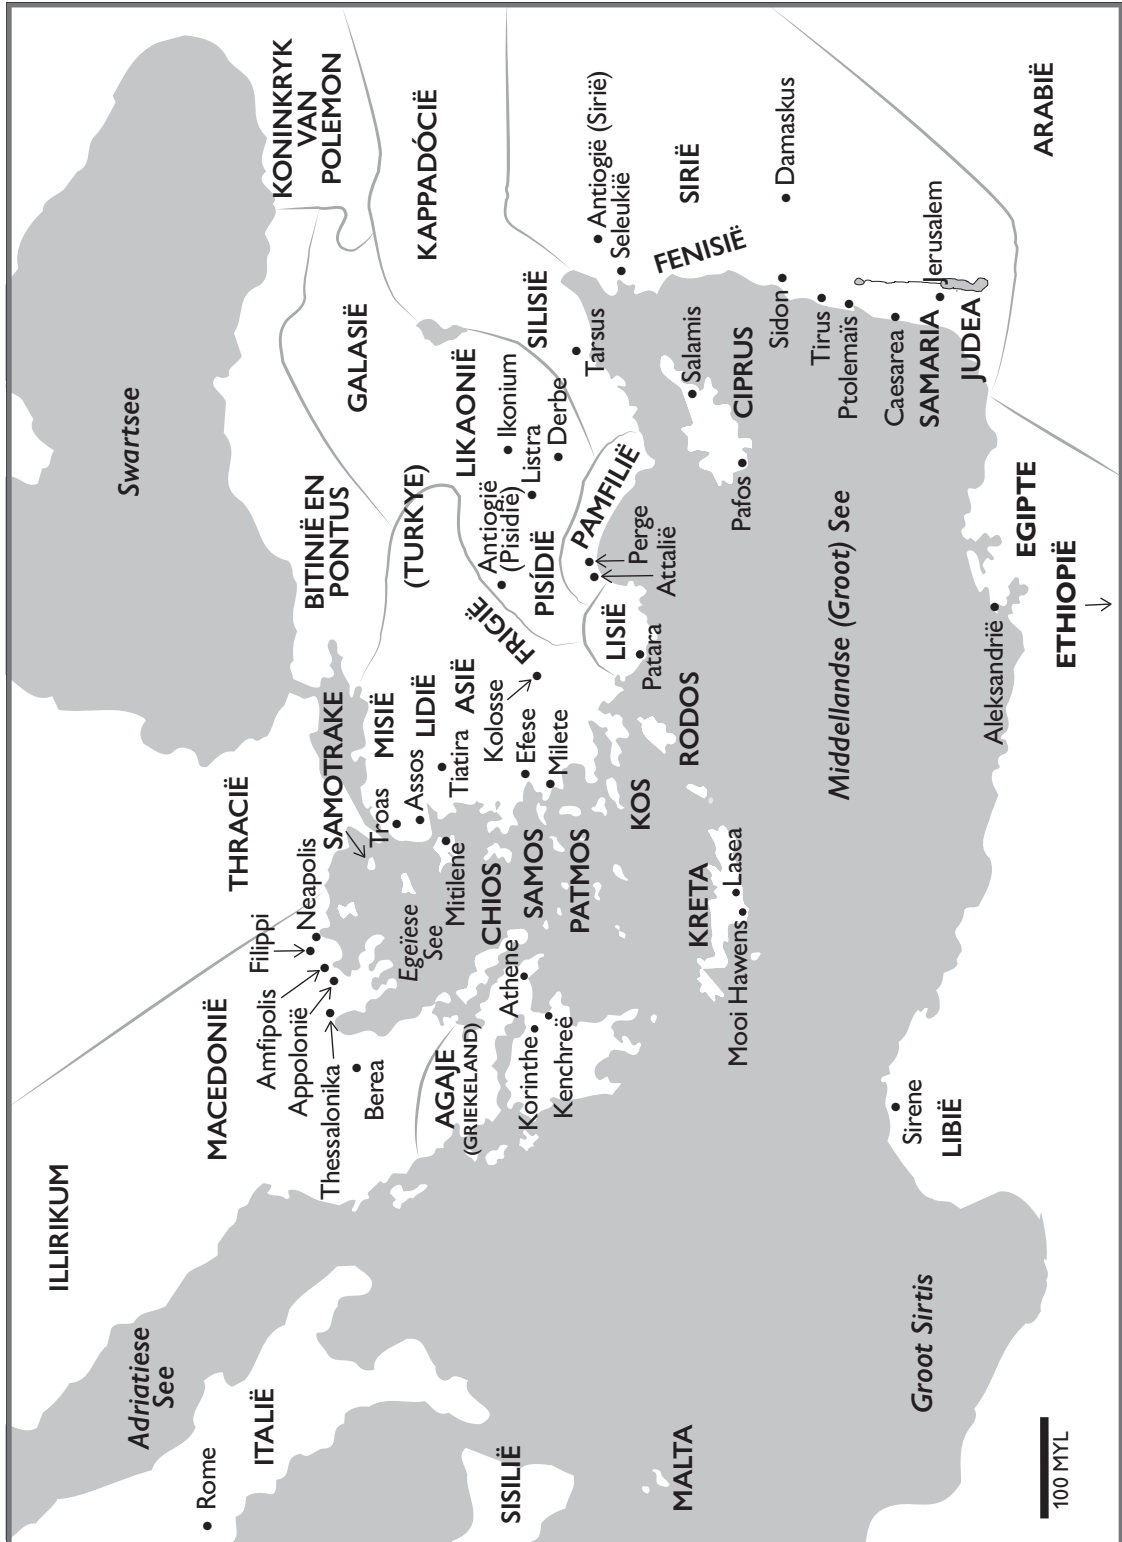 Swartsee
KONINKRYK
VAN
POLEMON
KAPPADÓCIË
GALASIË
BITINIË EN
PONTUS
(TURKYE)
LIKAONIË
Ikonium
Listra
Derbe
SILISIË
Tarsus
Antiogië (Sirië)
Seleukië
SIRIË
FENISIË
Damaskus
ARABIË
Sidon
Tirus
Ptolemaïs
Caesarea
SAMARIA
Jerusalem
JUDEA
Salamis
CIPRUS
Pafos
Antiogië
(Pisidië)
PISÍDIË
PAMFILIË
Perge
Attalië
FRIGIË
LISIË
Patara
THRACIË
SAMOTRAKE
MISIË
LIDIË
ASIË
Troas
Assos
Tiatira
Kolosse
Efese
Milete
Mitilene
CHIOS
SAMOS
PATMOS
KOS
RODOS
Egeïese
See
ILLIRIKUM
MACEDONIË
Filippi
Neapolis
Amfipolis
Appolonië
Thessalonika
Berea
AGAJE
(GRIEKELAND)
Athene
Korinthe
Kenchreë
KRETA
Lasea
Mooi Hawens
Middellandse (Groot) See
Adriatiese
See
Rome
ITALIË
SISILIË
MALTA
Groot Sirtis
Sirene
LIBIË
Aleksandrië
EGIPTE
ETHIOPIË
100 MYL